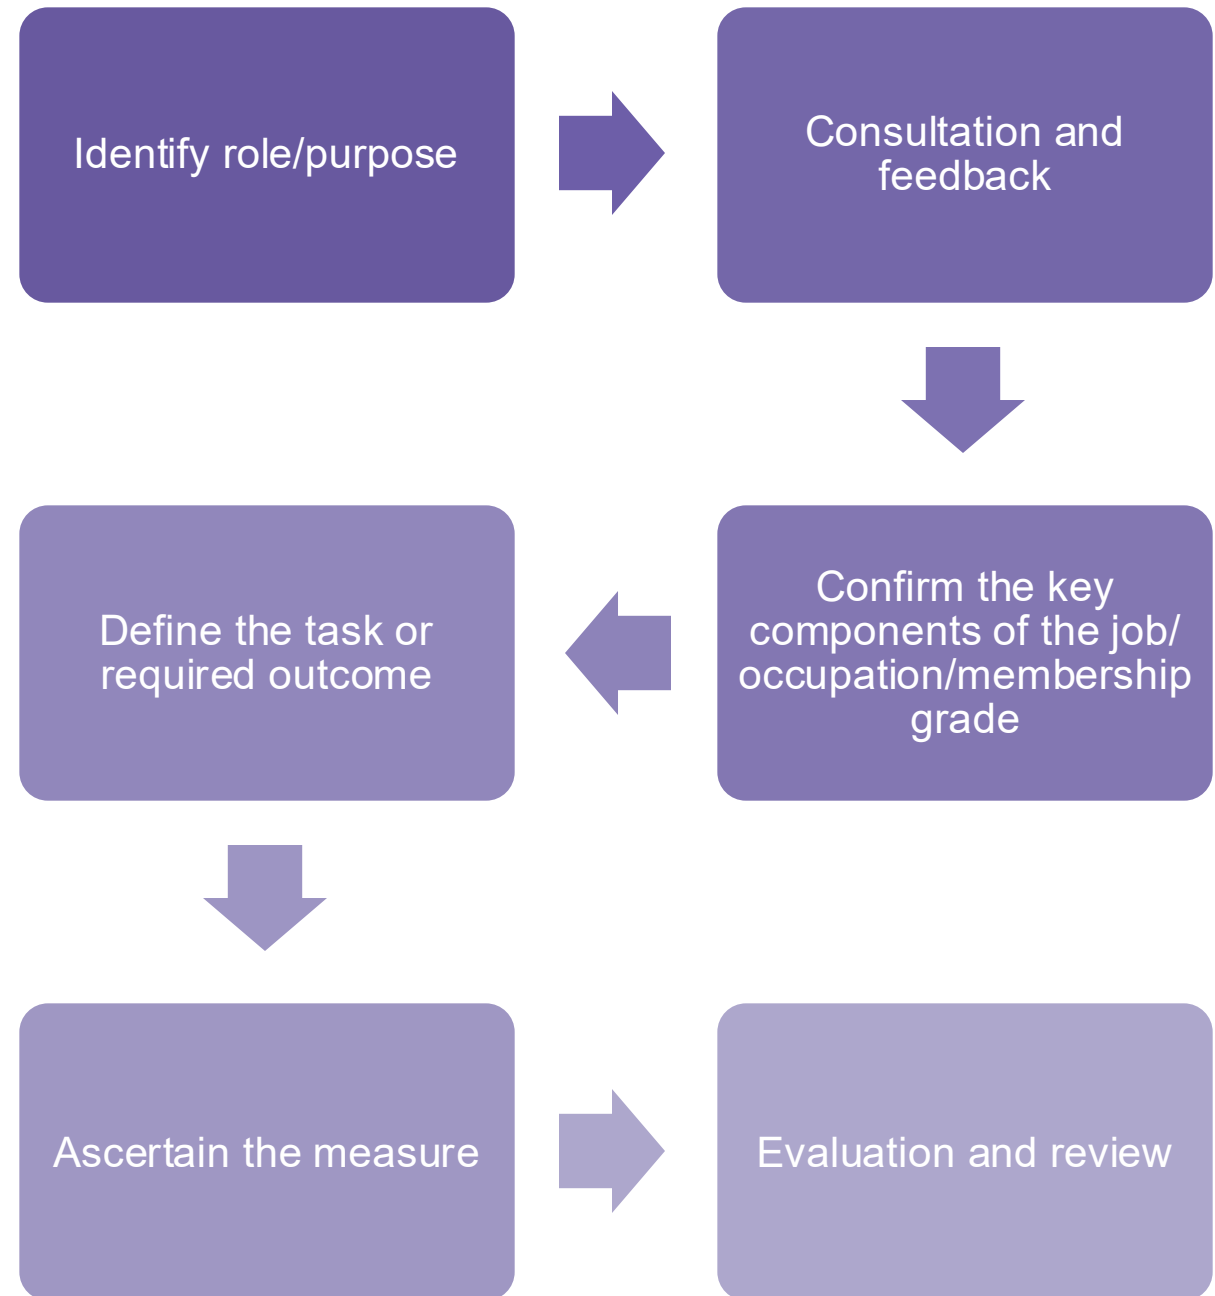 Identify role/purpose
Consultation and
feedback
Confirm the key
components of the job/
occupation/membership
grade
Define the task or
required outcome
Ascertain the measure
Evaluation and review